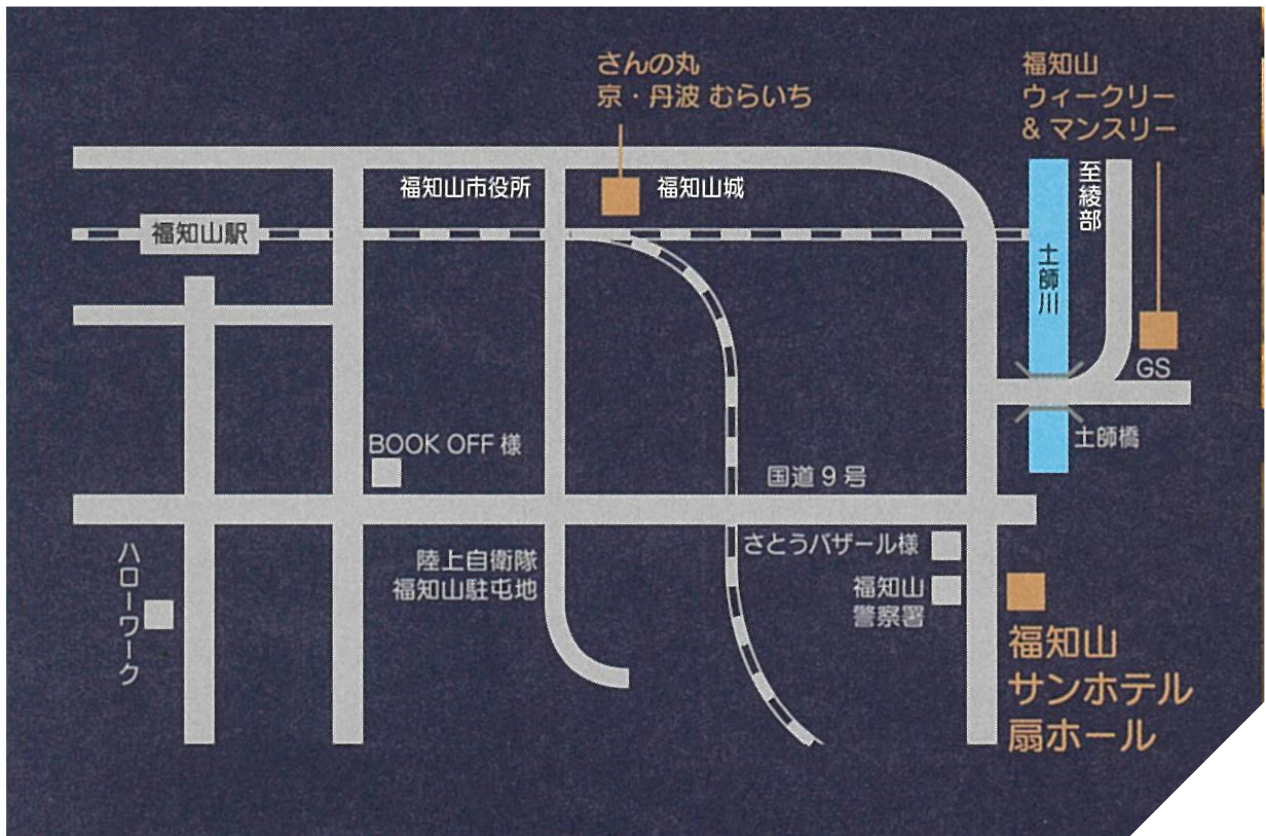 さんの丸
京・丹波 むらいち
福知山
ウィークリー
& マンスリー
福知山市役所
福知山城
至綾部
福知山駅
土師川
GS
土師橋
BOOK OFF 様
国道 9 号
ハローワーク
陸上自衛隊
福知山駐屯地
さとうバザール様
福知山
警察署
福知山
サンホテル
扇ホール